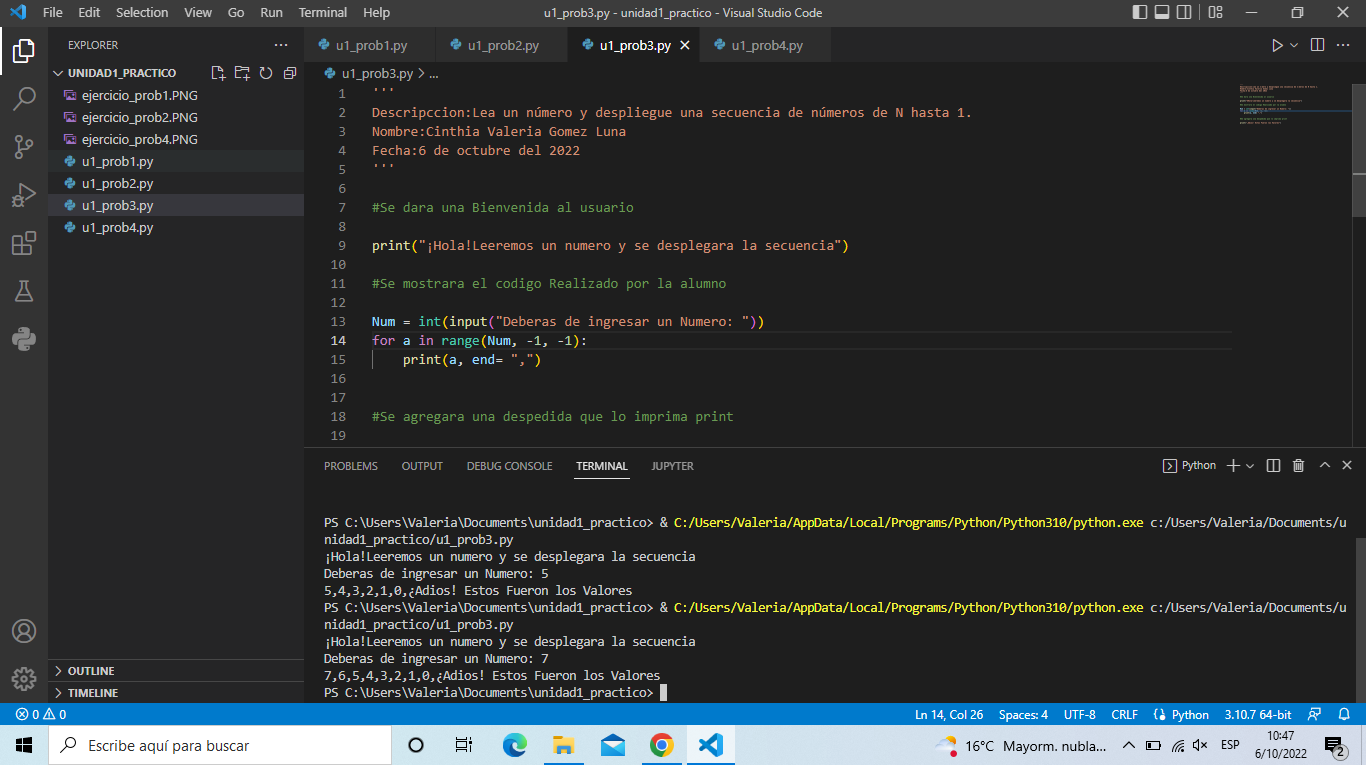 File Edit Selection View Go Run Terminal Help
u1_prob3.py - unidad1_practico - Visual Studio Code
EXPLORER
UNIDAD1_PRACTICO
ejercicio_prob1.PNG
ejercicio_prob2.PNG
ejercicio_prob4.PNG
u1_prob1.py
u1_prob2.py
u1_prob3.py
u1_prob4.py
OUTLINE
TIMELINE
u1_prob1.py u1_prob2.py u1_prob3.py u1_prob4.py
u1_prob3.py > ...
1 '''
2 Descripccion:Lea un número y despliegue una secuencia de números de N hasta 1.
3 Nombre:Cinthia Valeria Gomez Luna
4 Fecha:6 de octubre del 2022
5 '''
6
7 #Se dara una Bienvenida al usuario
8
9 print("¡Hola!Leeremos un numero y se desplegara la secuencia")
10
11 #Se mostrara el codigo Realizado por la alumno
12
13 Num = int(input("Deberas de ingresar un Numero: "))
14 for a in range(Num, -1, -1):
15 print(a, end= ",")
16
17
18 #Se agregara una despedida que lo imprima print
19
PROBLEMS OUTPUT DEBUG CONSOLE TERMINAL JUPYTER
Python
PS C:\Users\Valeria\Documents\unidad1_practico> & C:/Users/Valeria/AppData/Local/Programs/Python/Python310/python.exe c:/Users/Valeria/Documents/u
nidad1_practico/u1_prob3.py
¡Hola!Leeremos un numero y se desplegara la secuencia
Deberas de ingresar un Numero: 5
5,4,3,2,1,0,¿Adios! Estos Fueron los Valores
PS C:\Users\Valeria\Documents\unidad1_practico> & C:/Users/Valeria/AppData/Local/Programs/Python/Python310/python.exe c:/Users/Valeria/Documents/u
nidad1_practico/u1_prob3.py
¡Hola!Leeremos un numero y se desplegara la secuencia
Deberas de ingresar un Numero: 7
7,6,5,4,3,2,1,0,¿Adios! Estos Fueron los Valores
PS C:\Users\Valeria\Documents\unidad1_practico>
0 0
Ln 14, Col 26 Spaces: 4 UTF-8 CRLF Python 3.10.7 64-bit
Escribe aquí para buscar
16°C Mayorm. nubla... ESP
10:47
6/10/2022
2